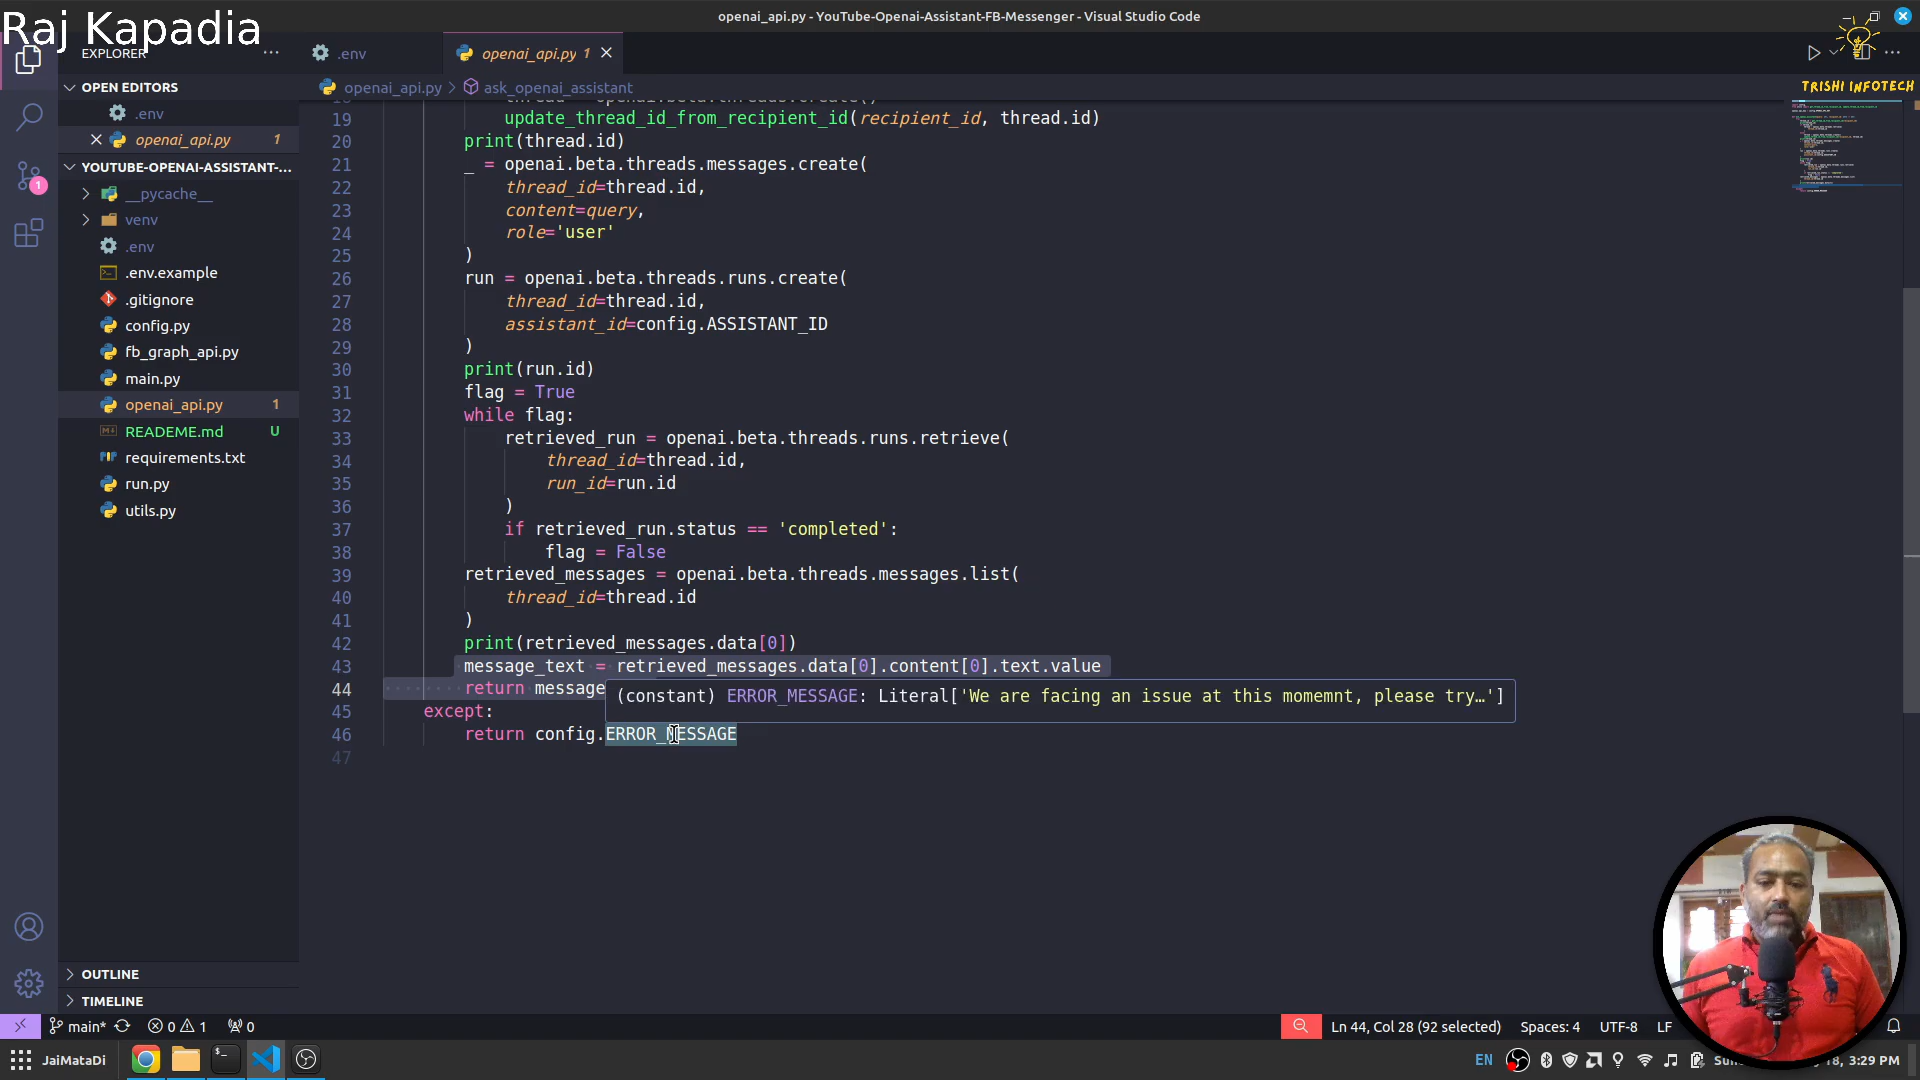 openai_api.py - YouTube-Openai-Assistant-FB-Messenger - Visual Studio Code
Raj Kapadia
EXPLORER
.env
openai_api.py 1
TRISHI INFOTECH
OPEN EDITORS
.env
openai_api.py 1
YOUTUBE-OPENAI-ASSISTANT-...
__pycache__
venv
.env
.env.example
.gitignore
config.py
fb_graph_api.py
main.py
openai_api.py 1
READEME.md U
requirements.txt
run.py
utils.py
OUTLINE
TIMELINE
openai_api.py > ask_openai_assistant
18 thread = openai.beta.threads.create()
19 update_thread_id_from_recipient_id(recipient_id, thread.id)
20 print(thread.id)
21 _ = openai.beta.threads.messages.create(
22 thread_id=thread.id,
23 content=query,
24 role='user'
25 )
26 run = openai.beta.threads.runs.create(
27 thread_id=thread.id,
28 assistant_id=config.ASSISTANT_ID
29 )
30 print(run.id)
31 flag = True
32 while flag:
33 retrieved_run = openai.beta.threads.runs.retrieve(
34 thread_id=thread.id,
35 run_id=run.id
36 )
37 if retrieved_run.status == 'completed':
38 flag = False
39 retrieved_messages = openai.beta.threads.messages.list(
40 thread_id=thread.id
41 )
42 print(retrieved_messages.data[0])
43 message_text = retrieved_messages.data[0].content[0].text.value
44 return message
(constant) ERROR_MESSAGE: Literal['We are facing an issue at this momemnt, please try…']
45 except:
46 return config.ERROR_MESSAGE
47
main* 0 1 0
Ln 44, Col 28 (92 selected) Spaces: 4 UTF-8 LF
JaiMataDi
EN
18, 3:29 PM